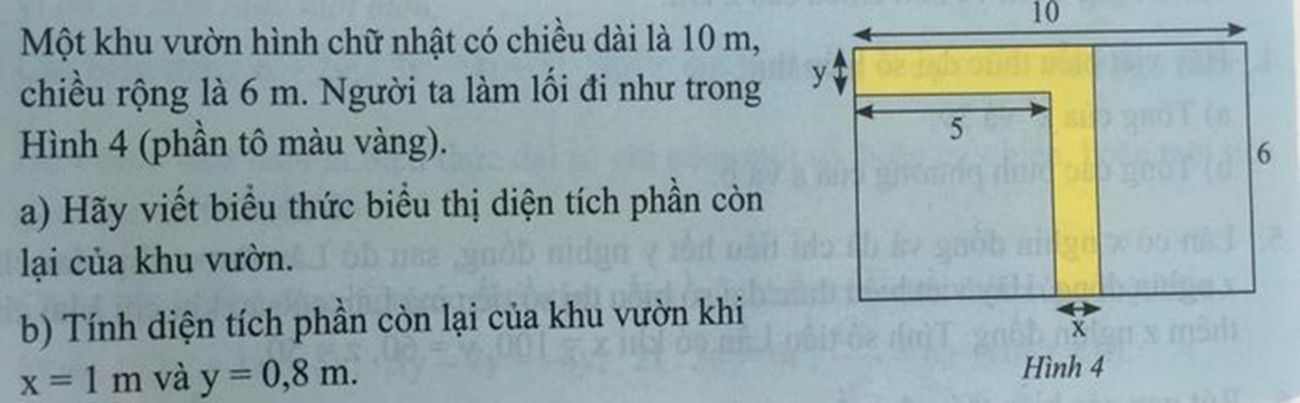 Một khu vườn hình chữ nhật có chiều dài là 10 m,
chiều rộng là 6 m. Người ta làm lối đi như trong
Hình 4 (phần tô màu vàng).
a) Hãy viết biểu thức biểu thị diện tích phần còn
lại của khu vườn.
b) Tính diện tích phần còn lại của khu vườn khi
x = 1 m và y = 0,8 m.
10
y
5
6
x
Hình 4